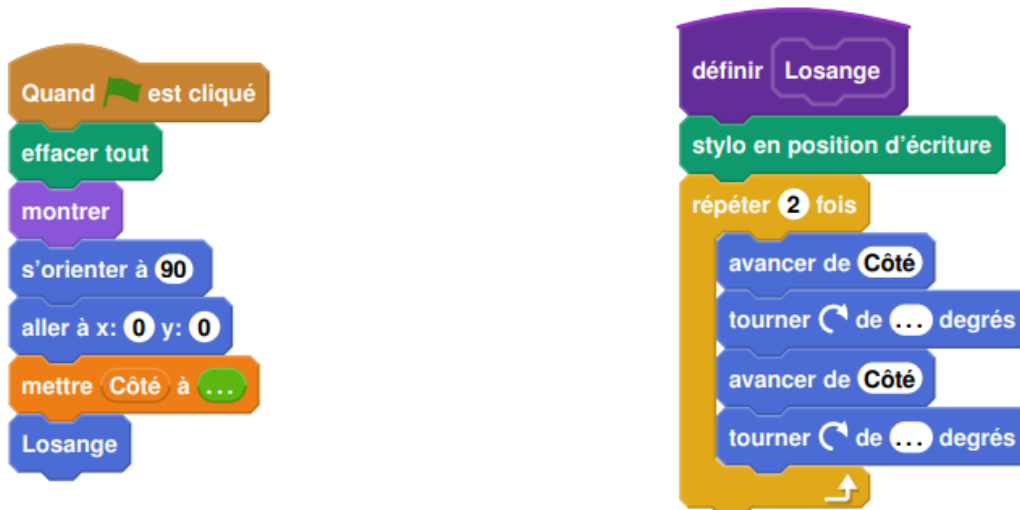 Quand est cliqué
effacer tout
montrer
s'orienter à 90
aller à x: 0 y: 0
mettre Côté à ...
Losange
définir Losange
stylo en position d'écriture
répéter 2 fois
avancer de Côté
tourner de ... degrés
avancer de Côté
tourner de ... degrés